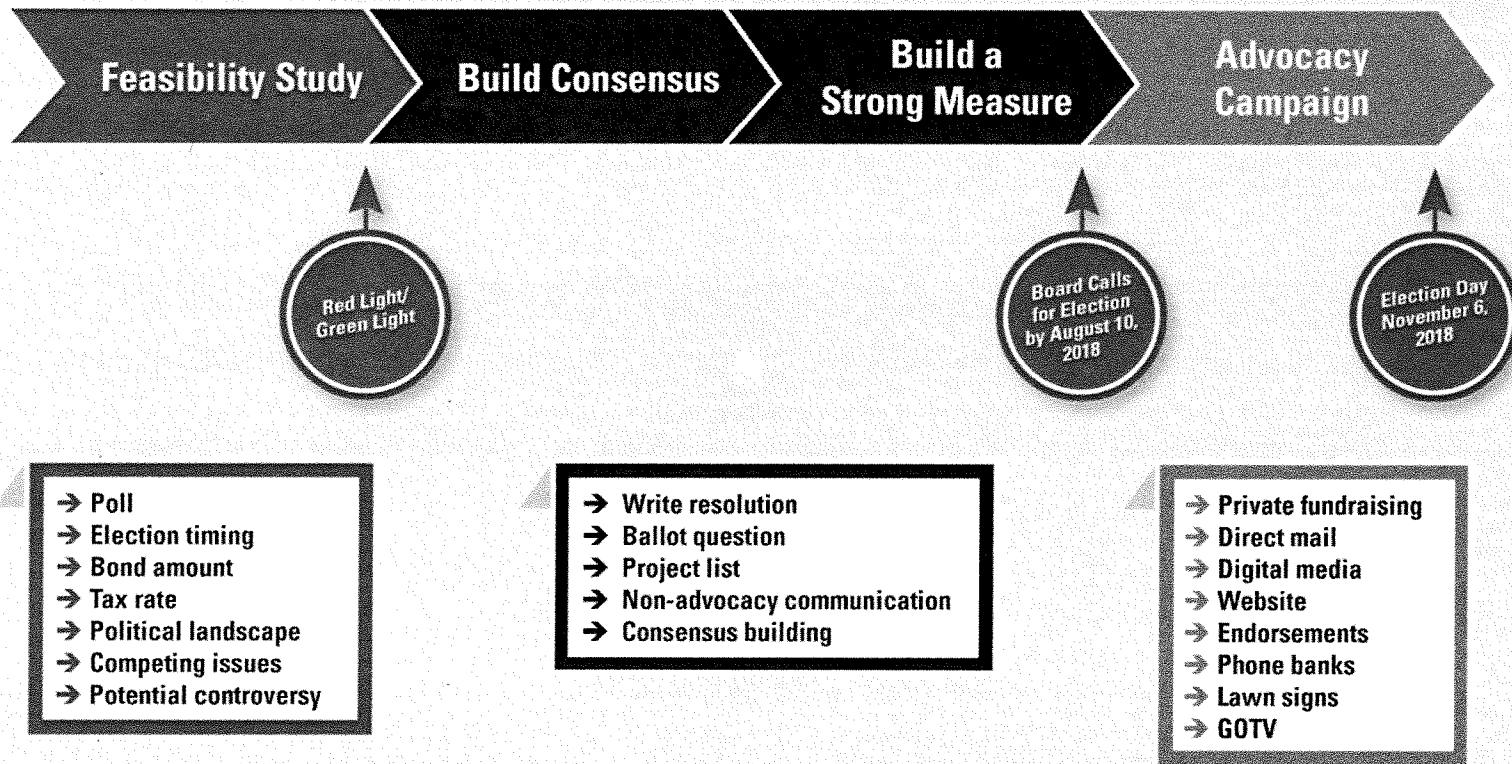 Feasibility Study
Build Consensus
Build a
Strong Measure
Advocacy
Campaign
Red Light/
Green Light
Board Calls
for Election
by August 10,
2018
Election Day
November 6,
2018
→ Poll
→ Election timing
→ Bond amount
→ Tax rate
→ Political landscape
→ Competing issues
→ Potential controversy
→ Write resolution
→ Ballot question
→ Project list
→ Non-advocacy communication
→ Consensus building
→ Private fundraising
→ Direct mail
→ Digital media
→ Website
→ Endorsements
→ Phone banks
→ Lawn signs
→ GOTV